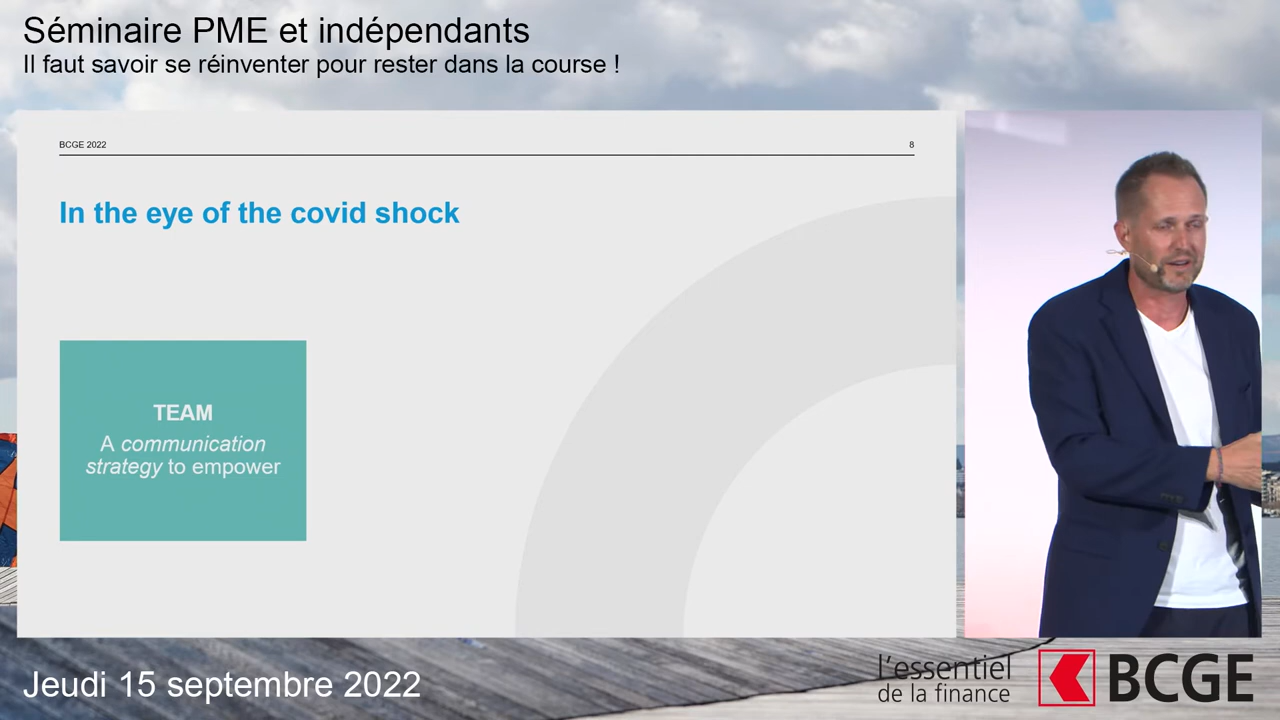 Séminaire PME et indépendants
Il faut savoir se réinventer pour rester dans la course !
BCGE 2022
8
In the eye of the covid shock
TEAM
A communication
strategy to empower
Jeudi 15 septembre 2022
l'essentiel
de la finance
BCGE